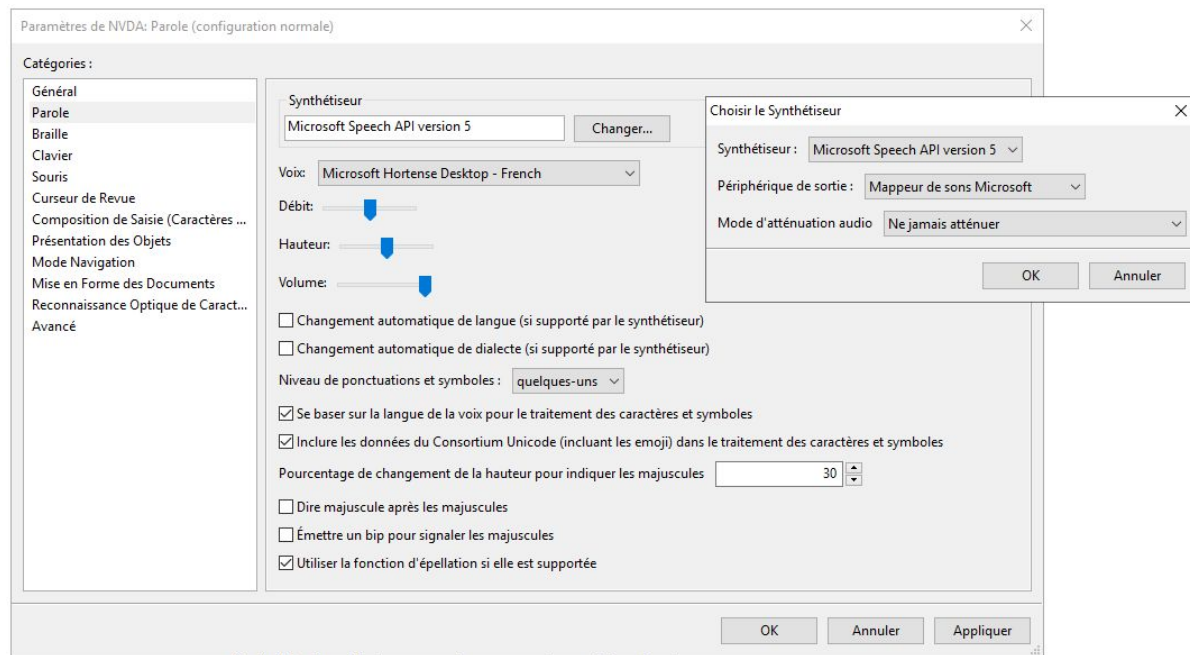 Paramètres de NVDA: Parole (configuration normale)
Catégories :
Général
Parole
Braille
Clavier
Souris
Curseur de Revue
Composition de Saisie (Caractères ...
Présentation des Objets
Mode Navigation
Mise en Forme des Documents
Reconnaissance Optique de Caract...
Avancé
Synthétiseur
Microsoft Speech API version 5
Changer...
Voix: Microsoft Hortense Desktop - French
Débit:
Hauteur:
Volume:
Changement automatique de langue (si supporté par le synthétiseur)
Changement automatique de dialecte (si supporté par le synthétiseur)
Niveau de ponctuations et symboles : quelques-uns
Se baser sur la langue de la voix pour le traitement des caractères et symboles
Inclure les données du Consortium Unicode (incluant les emoji) dans le traitement des caractères et symboles
Pourcentage de changement de la hauteur pour indiquer les majuscules 30
Dire majuscule après les majuscules
Émettre un bip pour signaler les majuscules
Utiliser la fonction d'épellation si elle est supportée
OK Annuler Appliquer
Choisir le Synthétiseur
Synthétiseur : Microsoft Speech API version 5
Périphérique de sortie : Mappeur de sons Microsoft
Mode d'atténuation audio Ne jamais atténuer
OK Annuler